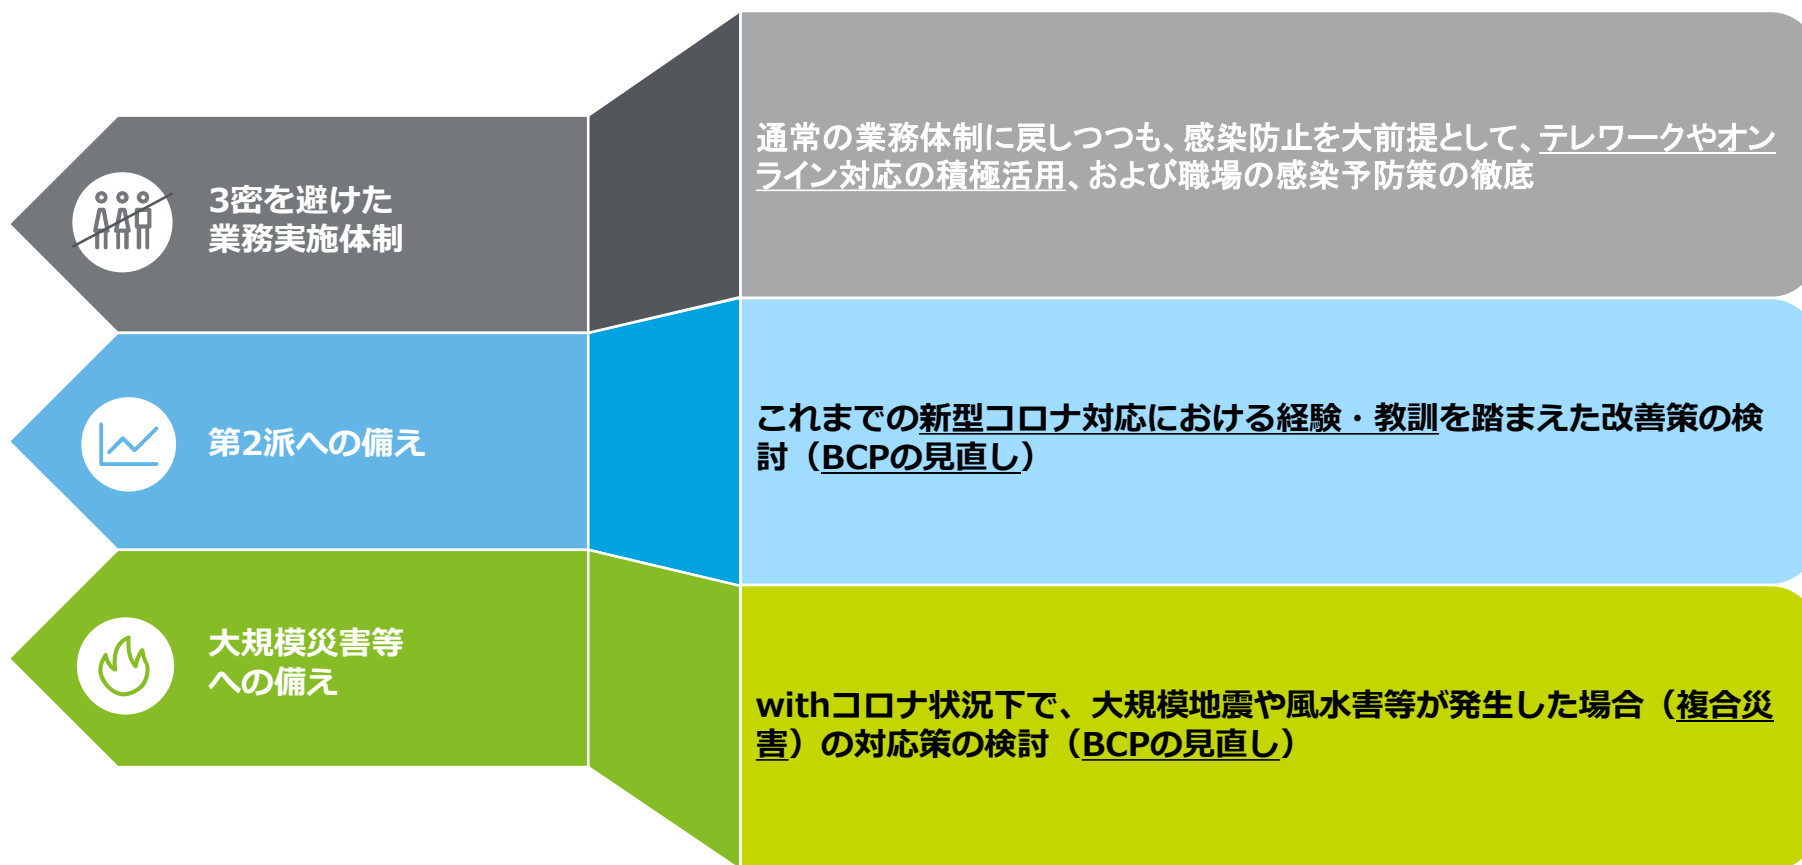 3密を避けた
業務実施体制
通常の業務体制に戻しつつも、感染防止を大前提として、テレワークやオン
ライン対応の積極活用、および職場の感染予防策の徹底
第2派への備え
これまでの新型コロナ対応における経験・教訓を踏まえた改善策の検
討（BCPの見直し）
大規模災害等
への備え
withコロナ状況下で、大規模地震や風水害等が発生した場合（複合災
害）の対応策の検討（BCPの見直し）